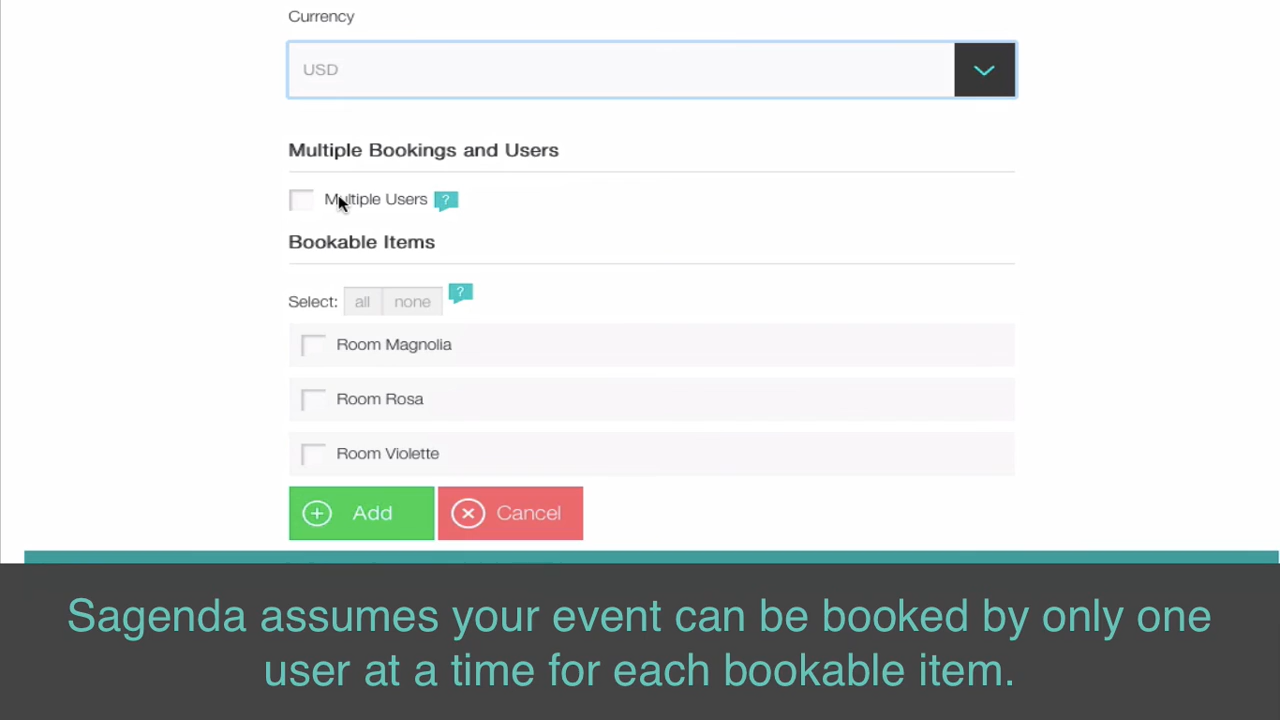 Currency
USD
Multiple Bookings and Users
Multiple Users ?
Bookable Items
Select: all none ?
Room Magnolia
Room Rosa
Room Violette
Add Cancel
Sagenda assumes your event can be booked by only one
user at a time for each bookable item.